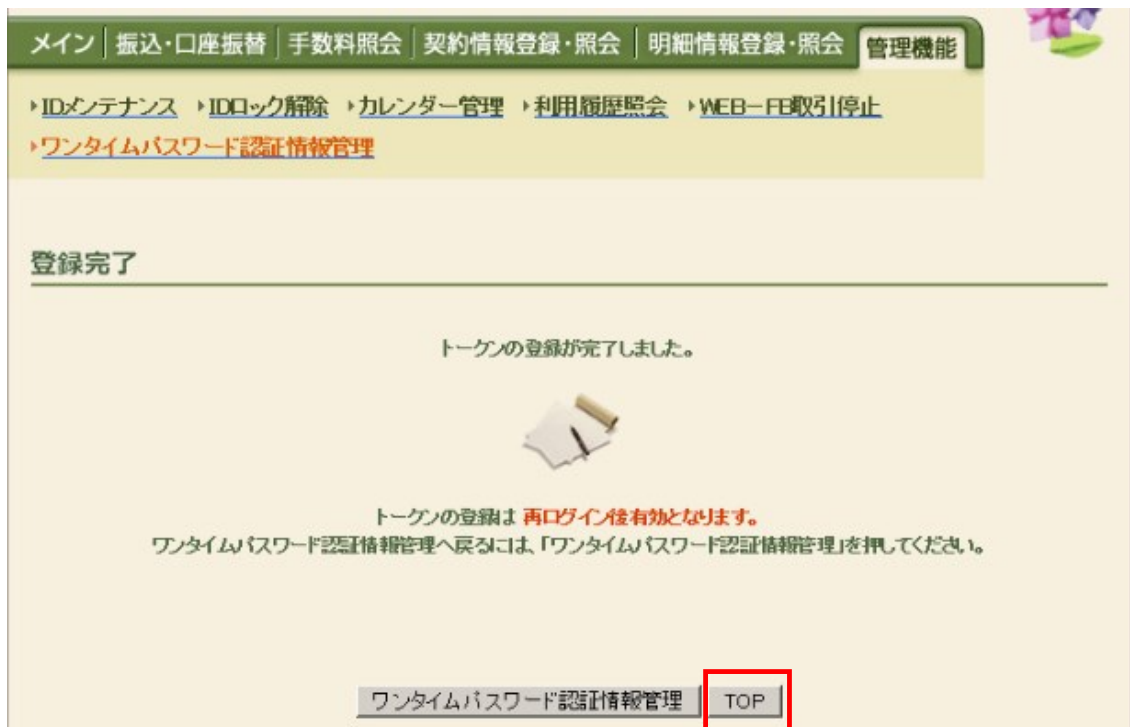 メイン 振込・口座振替 手数料照会 契約情報登録・照会 明細情報登録・照会 管理機能
IDメンテナンス IDロック解除 カレンダー管理 利用履歴照会 WEB－FB取引停止
ワンタイムパスワード認証情報管理
登録完了
トークンの登録が完了しました。
トークンの登録は 再ログイン後有効となります。
ワンタイムパスワード認証情報管理へ戻るには、「ワンタイムパスワード認証情報管理」を押してください。
ワンタイムパスワード認証情報管理 TOP